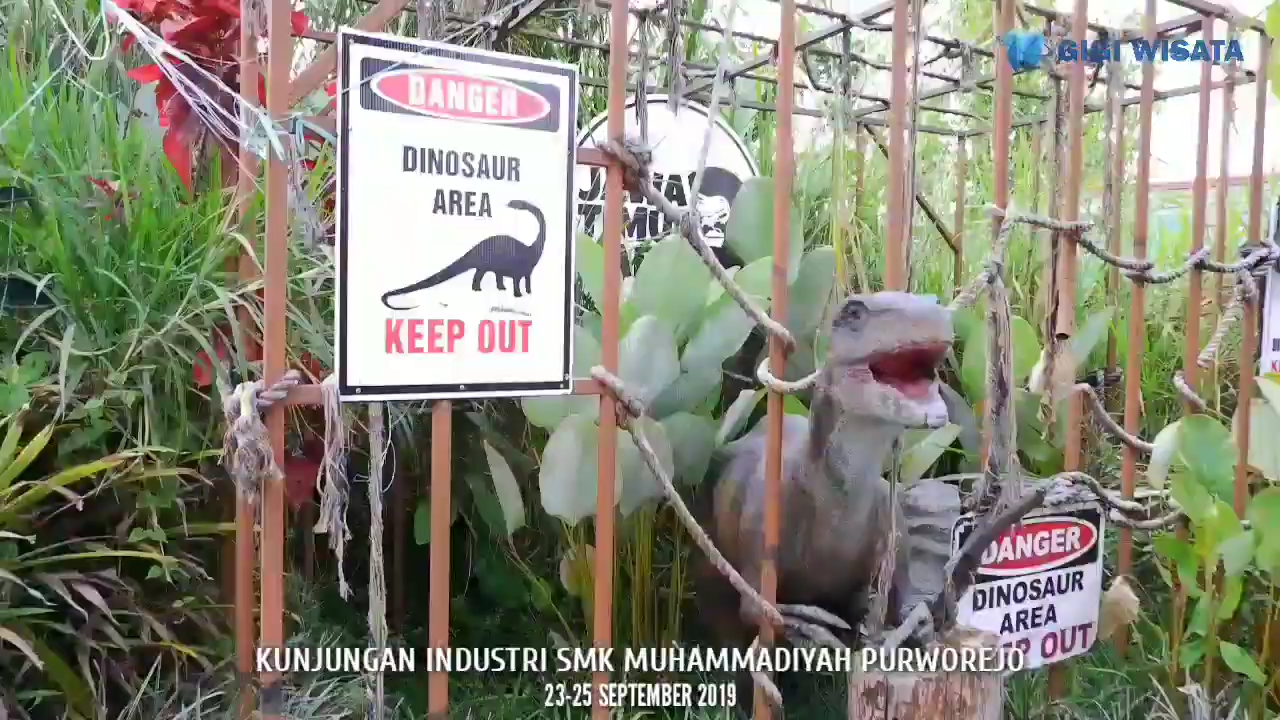 GIGI WISATA
DANGER
DINOSAUR
AREA
KEEP OUT
DANGER
DINOSAUR
AREA
OUT
KUNJUNGAN INDUSTRI SMK MUHAMMADIYAH PURWOREJO
23-25 SEPTEMBER 2019